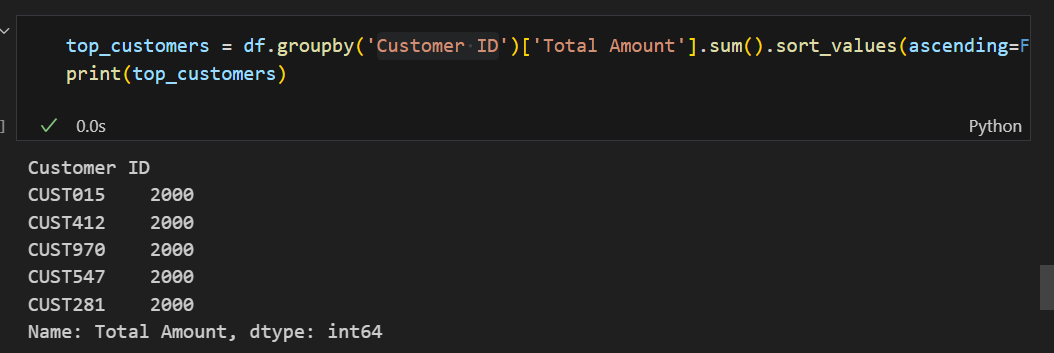 top_customers = df.groupby('Customer ID')['Total Amount'].sum().sort_values(ascending=F
print(top_customers)
] ✓ 0.0s Python
Customer ID
CUST015    2000
CUST412    2000
CUST970    2000
CUST547    2000
CUST281    2000
Name: Total Amount, dtype: int64